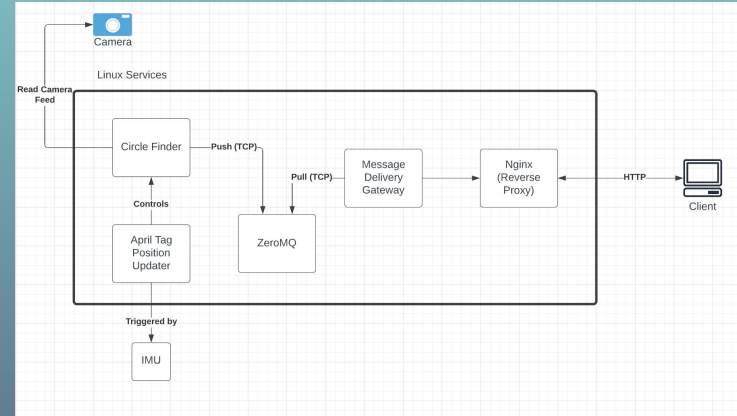 Camera
Linux Services
Read Camera
Feed
Circle Finder
Push (TCP)
Pull (TCP)
Message
Delivery
Gateway
Nginx
(Reverse
Proxy)
HTTP
Client
Controls
April Tag
Position
Updater
ZeroMQ
Triggered by
IMU